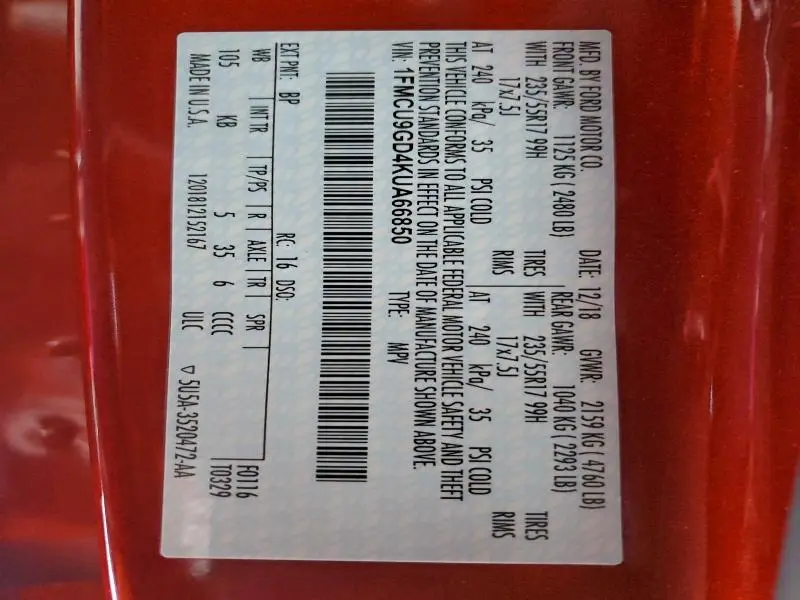 MFD. BY FORD MOTOR CO. DATE: 12/18 GVWR: 2159 KG ( 4760 LB)
FRONT GAWR: 1125 KG ( 2480 LB) REAR GAWR: 1040 KG ( 2293 LB)
WITH 235/55R17 99H TIRES WITH 235/55R17 99H TIRES
17x7.5J RIMS 17x7.5J RIMS
AT 240 kPa/ 35 PSI COLD AT 240 kPa/ 35 PSI COLD
THIS VEHICLE CONFORMS TO ALL APPLICABLE FEDERAL MOTOR VEHICLE SAFETY AND THEFT
PREVENTION STANDARDS IN EFFECT ON THE DATE OF MANUFACTURE SHOWN ABOVE.
VIN: 1FMCU9GD4KUA66850 TYPE: MPV
EXT PNT: BP RC: 16 DSO: F0116
WB INT TR TP/PS R AXLE TR SPR T0329
105 KB 5 35 6 CCCC
MADE IN U.S.A. 12018121521​67 ULC ▽ 5U5A-3520472-AA